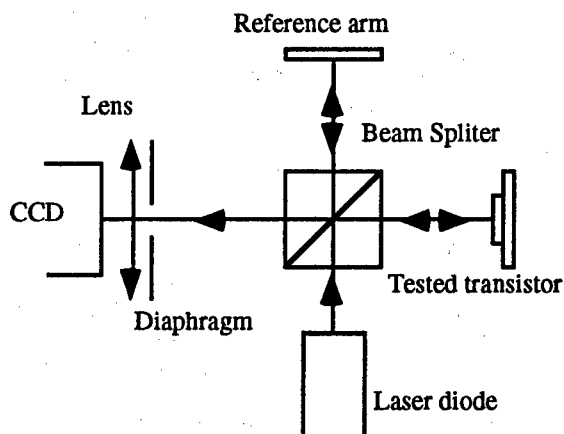 Reference arm
Lens
Beam Spliter
CCD
Tested transistor
Diaphragm
Laser diode